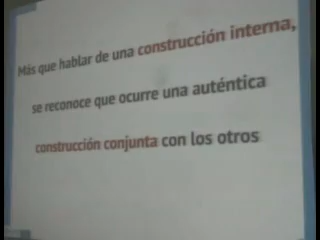 Más que hablar de una construcción interna,
se reconoce que ocurre una auténtica
construcción conjunta con los otros